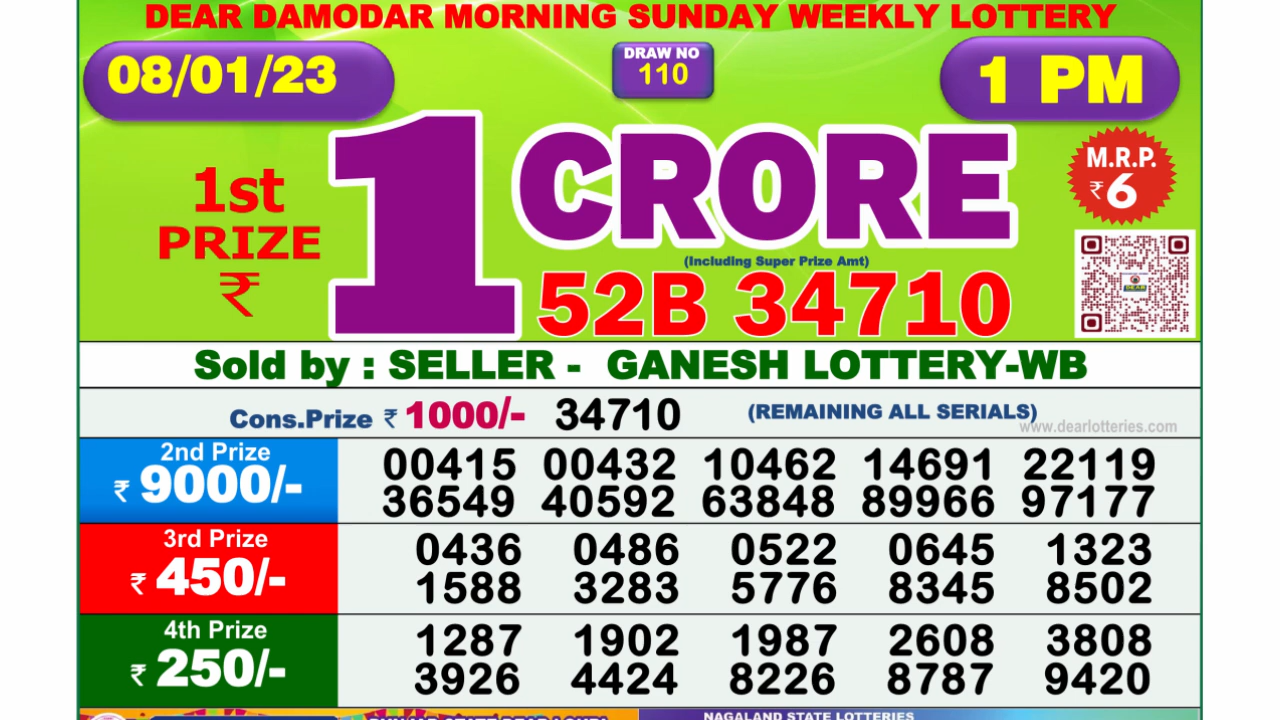 DEAR DAMODAR MORNING SUNDAY WEEKLY LOTTERY
08/01/23
DRAW NO
110
1 PM
1st
PRIZE
₹
1 CRORE
(Including Super Prize Amt)
52B 34710
M.R.P.
₹6
Sold by : SELLER - GANESH LOTTERY-WB
Cons.Prize ₹ 1000/- 34710 (REMAINING ALL SERIALS)
www.dearlotteries.com
2nd Prize
₹ 9000/-
00415 00432 10462 14691 22119
36549 40592 63848 89966 97177
3rd Prize
₹ 450/-
0436 0486 0522 0645 1323
1588 3283 5776 8345 8502
4th Prize
₹ 250/-
1287 1902 1987 2608 3808
3926 4424 8226 8787 9420
NAGALAND STATE LOTTERIES